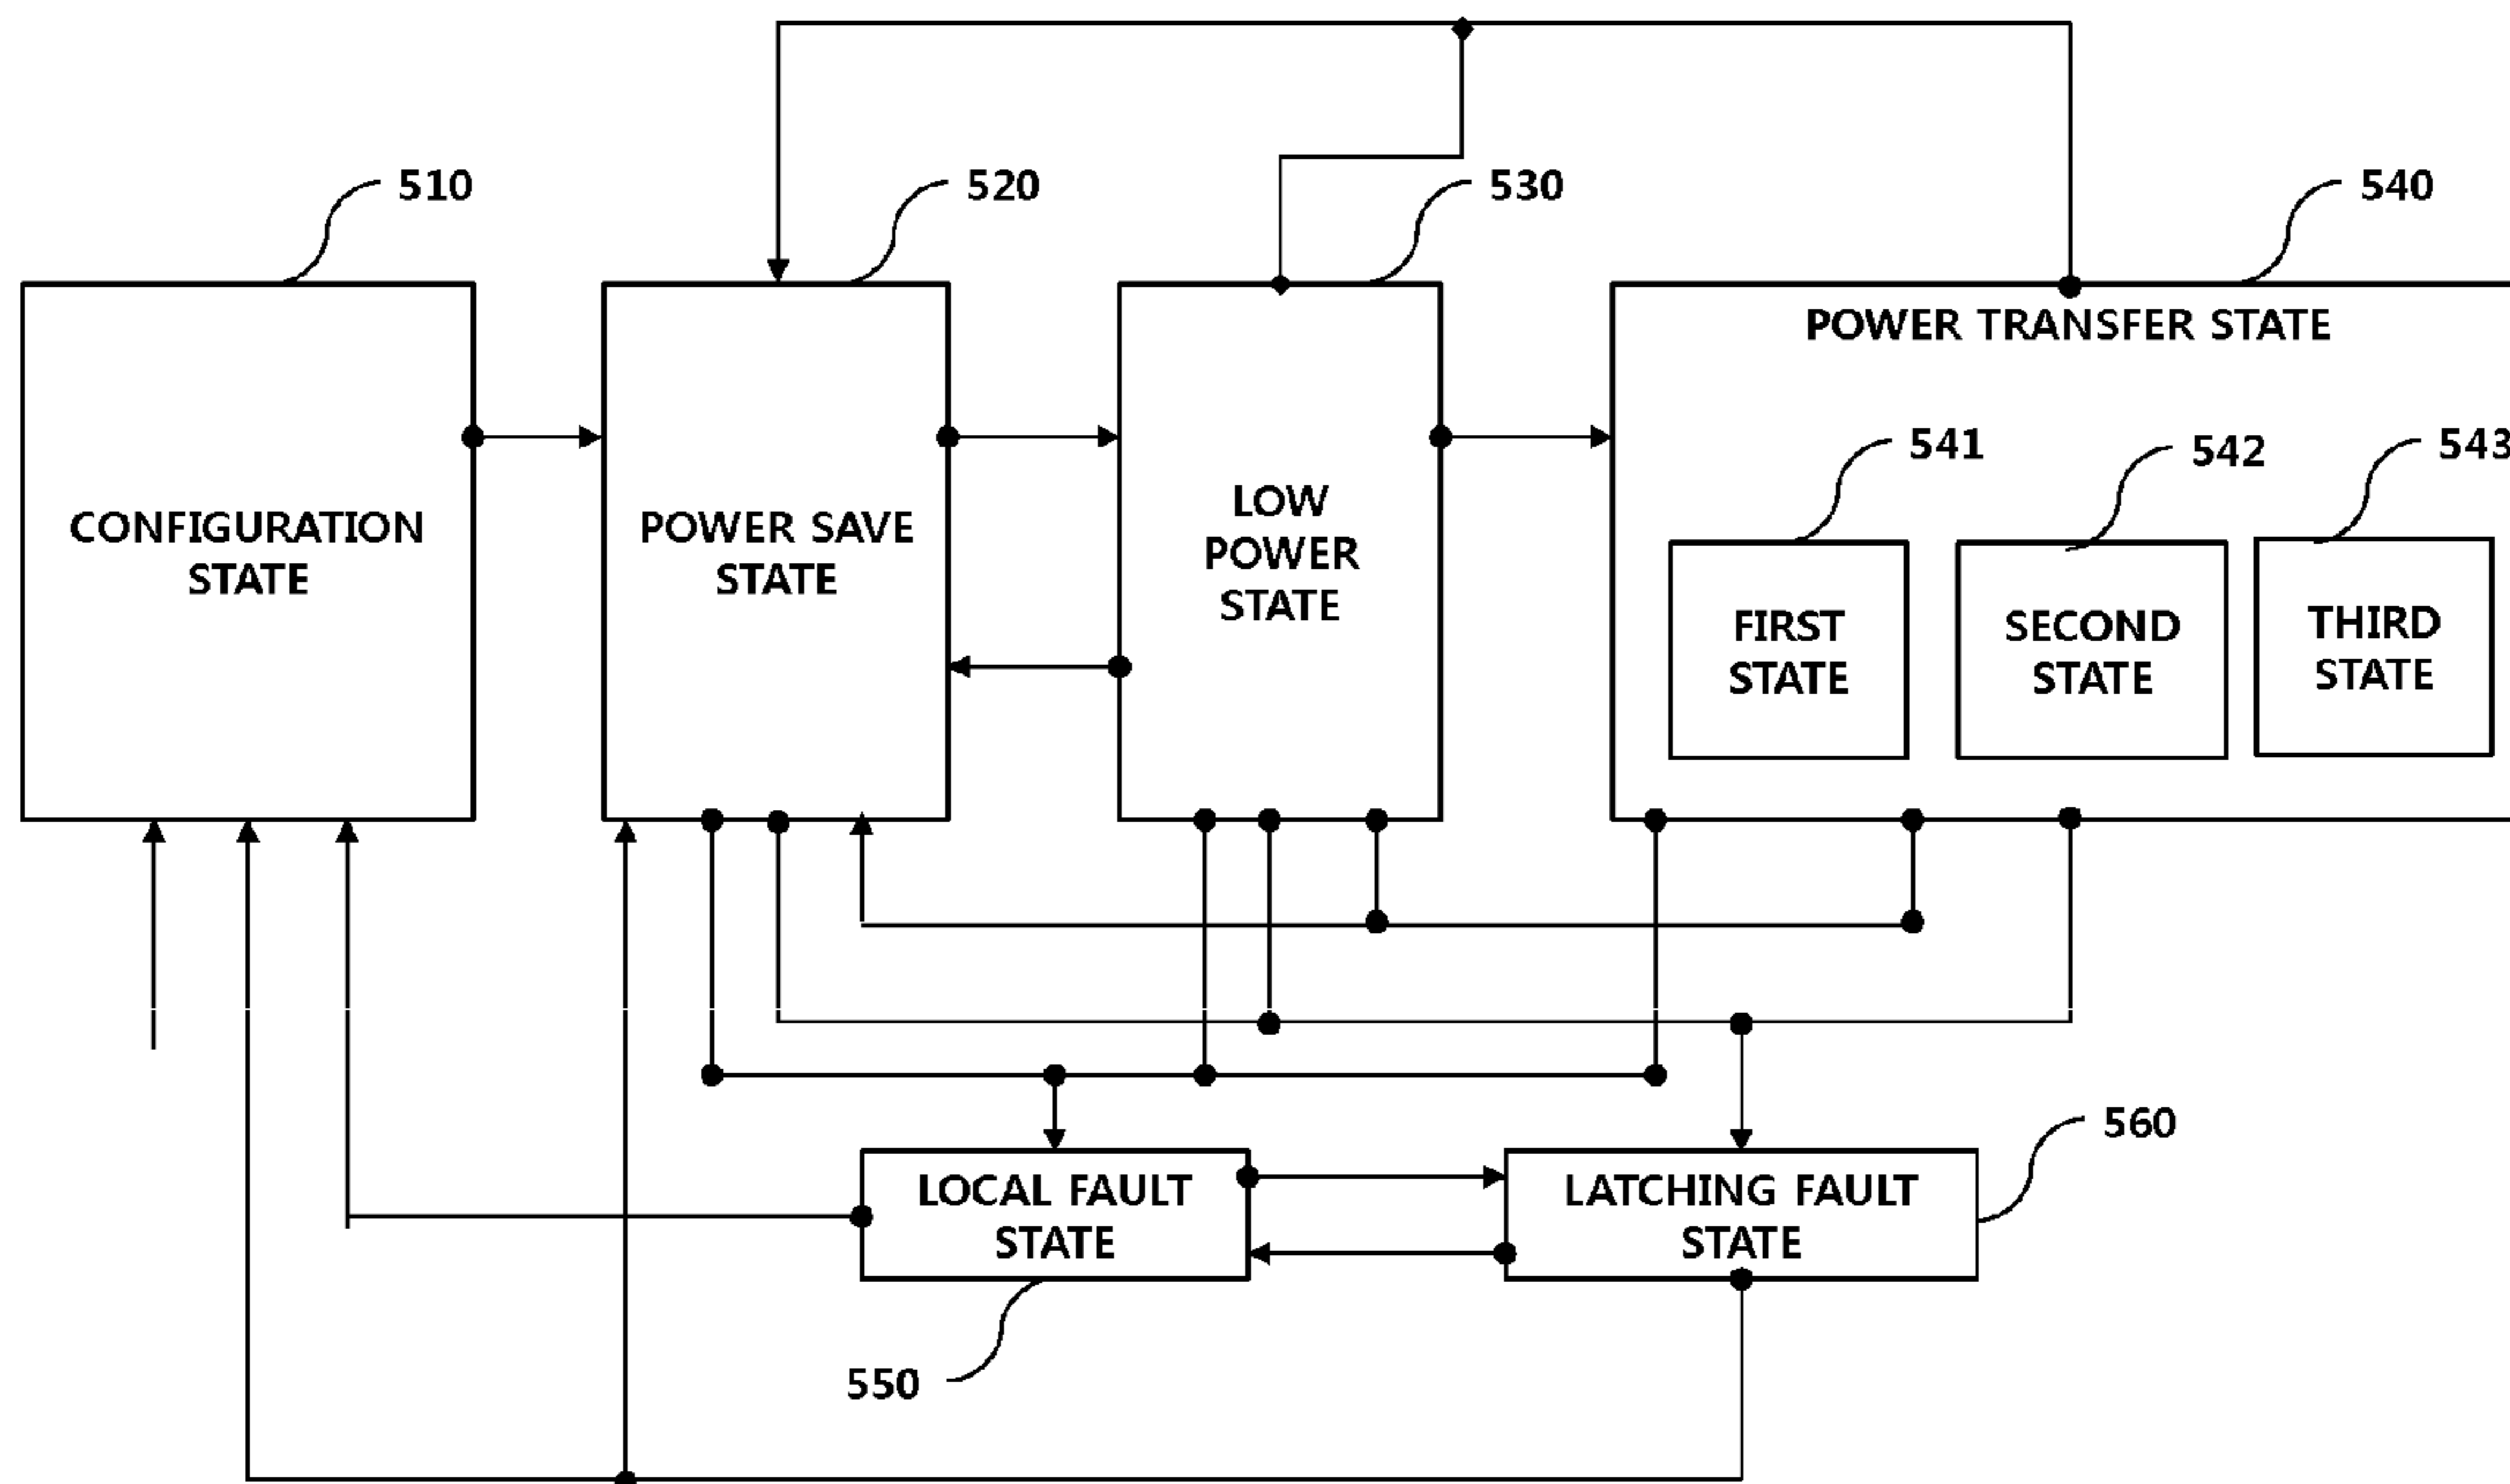 510
520
530
540
POWER TRANSFER STATE
541
542
543
CONFIGURATION
STATE
POWER SAVE
STATE
LOW
POWER
STATE
FIRST
STATE
SECOND
STATE
THIRD
STATE
560
LOCAL FAULT
STATE
LATCHING FAULT
STATE
550